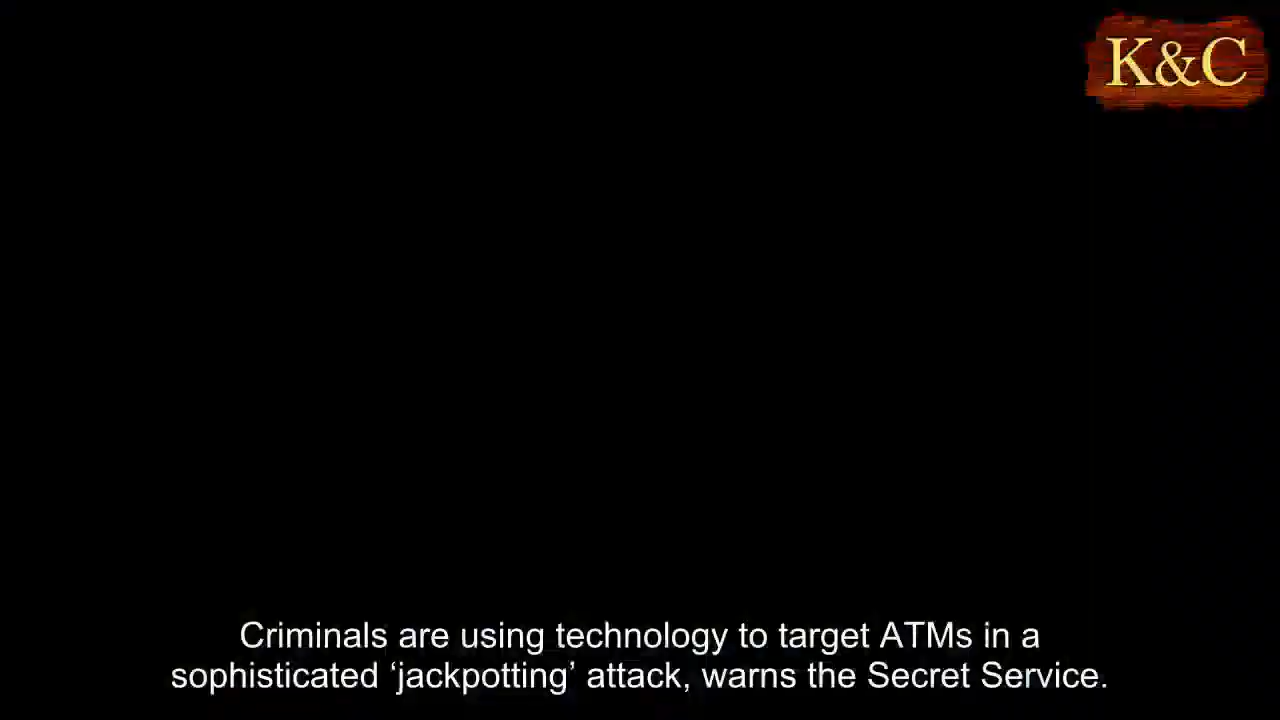 K&C
Criminals are using technology to target ATMs in a
sophisticated ‘jackpotting’ attack, warns the Secret Service.